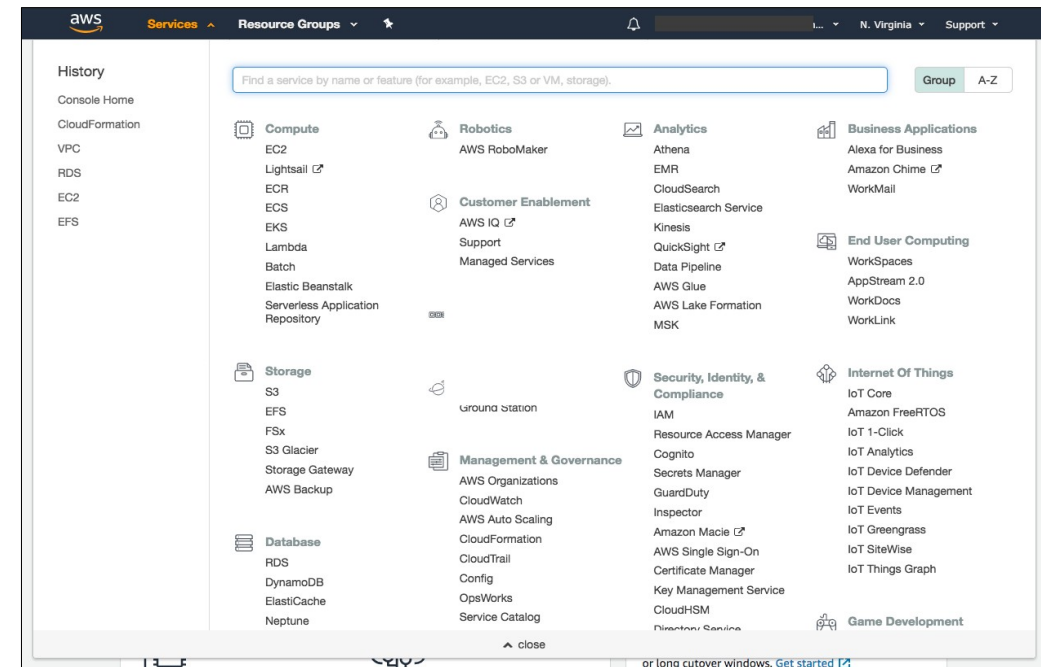 aws
Services
Resource Groups
N. Virginia
Support
History
Console Home
CloudFormation
VPC
RDS
EC2
EFS
Find a service by name or feature (for example, EC2, S3 or VM, storage).
Group
A-Z
Compute
EC2
Lightsail
ECR
ECS
EKS
Lambda
Batch
Elastic Beanstalk
Serverless Application
Repository
Storage
S3
EFS
FSx
S3 Glacier
Storage Gateway
AWS Backup
Database
RDS
DynamoDB
ElastiCache
Neptune
Robotics
AWS RoboMaker
Customer Enablement
AWS IQ
Support
Managed Services
Ground Station
Management & Governance
AWS Organizations
CloudWatch
AWS Auto Scaling
CloudFormation
CloudTrail
Config
OpsWorks
Service Catalog
Analytics
Athena
EMR
CloudSearch
Elasticsearch Service
Kinesis
QuickSight
Data Pipeline
AWS Glue
AWS Lake Formation
MSK
Security, Identity, &
Compliance
IAM
Resource Access Manager
Cognito
Secrets Manager
GuardDuty
Inspector
Amazon Macie
AWS Single Sign-On
Certificate Manager
Key Management Service
CloudHSM
Directory Service
Business Applications
Alexa for Business
Amazon Chime
WorkMail
End User Computing
WorkSpaces
AppStream 2.0
WorkDocs
WorkLink
Internet Of Things
IoT Core
Amazon FreeRTOS
IoT 1-Click
IoT Analytics
IoT Device Defender
IoT Device Management
IoT Events
IoT Greengrass
IoT SiteWise
IoT Things Graph
Game Development
close
or long cutover windows. Get started